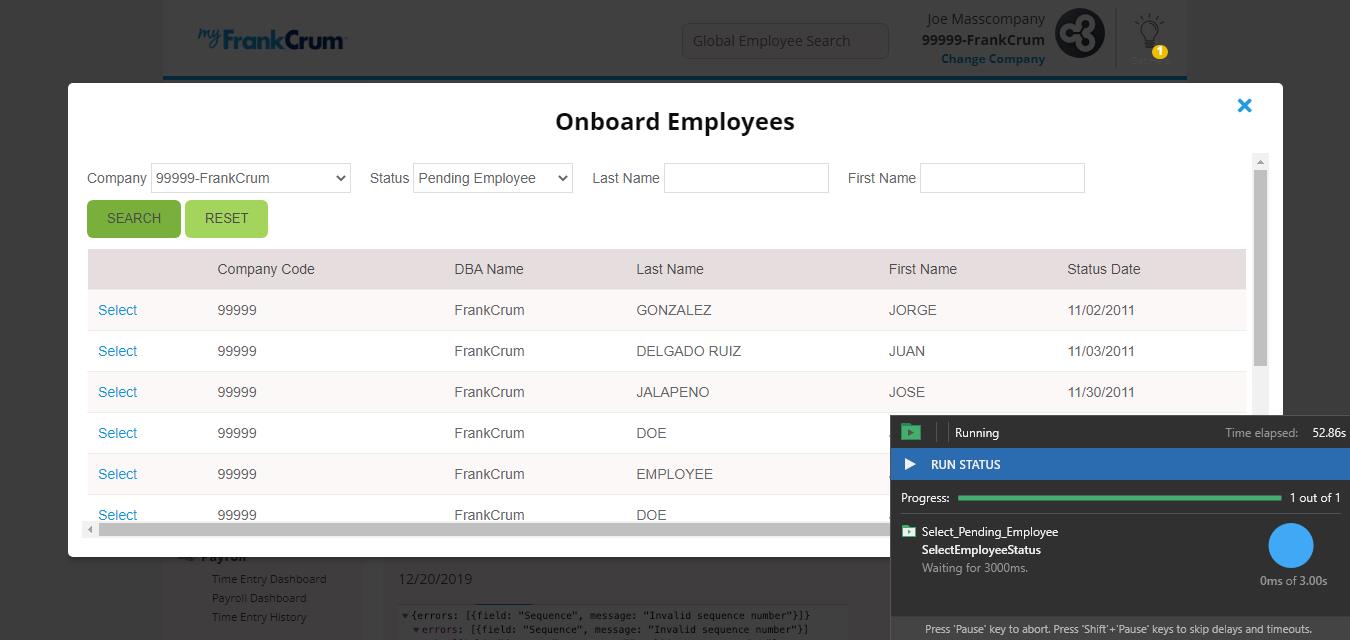 myFrankCrum
Global Employee Search
Joe Masscompany
99999-FrankCrum
Change Company
1
Onboard Employees
Company 99999-FrankCrum Status Pending Employee Last Name First Name
SEARCH RESET
Company Code DBA Name Last Name First Name Status Date
Select 99999 FrankCrum GONZALEZ JORGE 11/02/2011
Select 99999 FrankCrum DELGADO RUIZ JUAN 11/03/2011
Select 99999 FrankCrum JALAPENO JOSE 11/30/2011
Select 99999 FrankCrum DOE
Select 99999 FrankCrum EMPLOYEE
Select 99999 FrankCrum DOE
Running Time elapsed: 52.86s
RUN STATUS
Progress: 1 out of 1
Select_Pending_Employee
SelectEmployeeStatus
Waiting for 3000ms.
0ms of 3.00s
Press 'Pause' key to abort. Press 'Shift'+'Pause' keys to skip delays and timeouts.
Payroll
Time Entry Dashboard
Payroll Dashboard
Time Entry History
12/20/2019
{errors: [{field: "Sequence", message: "Invalid sequence number"}]}
errors: [{field: "Sequence", message: "Invalid sequence number"}]